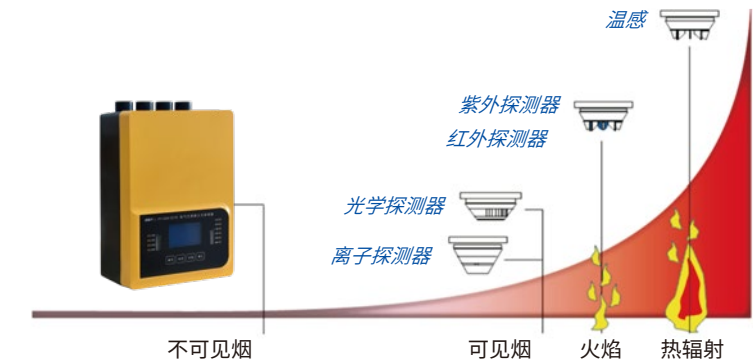 温感
紫外探测器
红外探测器
光学探测器
离子探测器
不可见烟
可见烟
火焰
热辐射